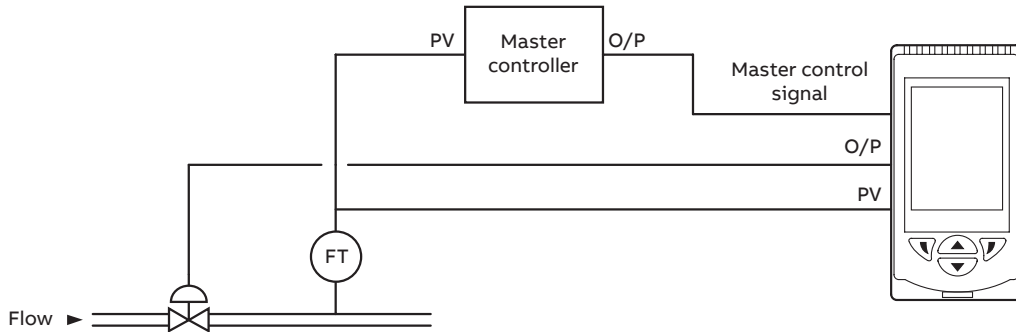 PV
Master
controller
O/P
Master control
signal
O/P
PV
FT
Flow